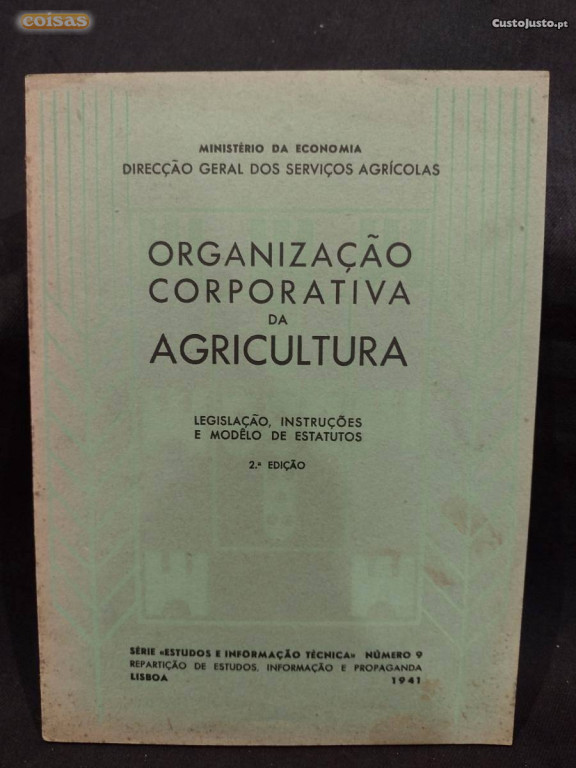 coisas
CustoJusto.pt
MINISTÉRIO DA ECONOMIA
DIRECÇÃO GERAL DOS SERVIÇOS AGRÍCOLAS
ORGANIZAÇÃO
CORPORATIVA
DA
AGRICULTURA
LEGISLAÇÃO, INSTRUÇÕES
E MODÊLO DE ESTATUTOS
2.ª EDIÇÃO
SÉRIE «ESTUDOS E INFORMAÇÃO TÉCNICA» NÚMERO 9
REPARTIÇÃO DE ESTUDOS, INFORMAÇÃO E PROPAGANDA
LISBOA 1941